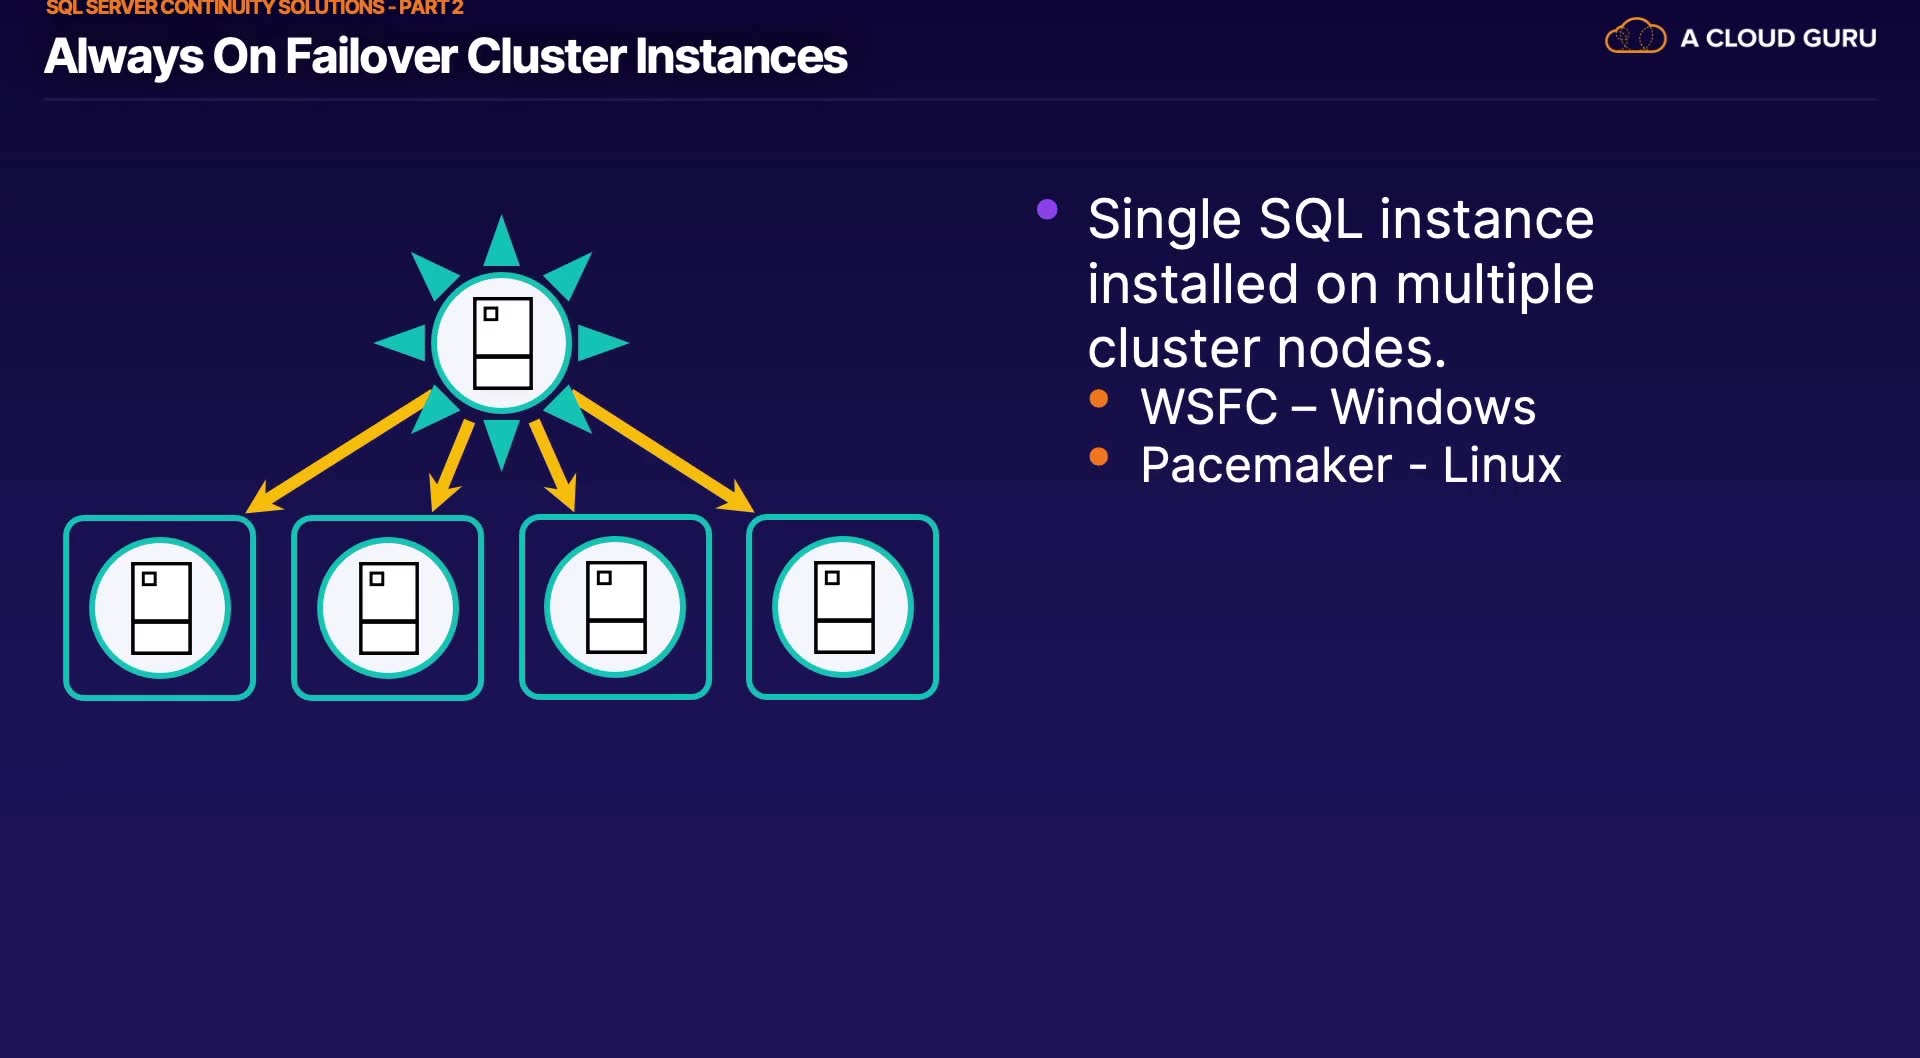 SQL SERVER CONTINUITY SOLUTIONS - PART 2
Always On Failover Cluster Instances
A CLOUD GURU
Single SQL instance
installed on multiple
cluster nodes.
WSFC – Windows
Pacemaker - Linux